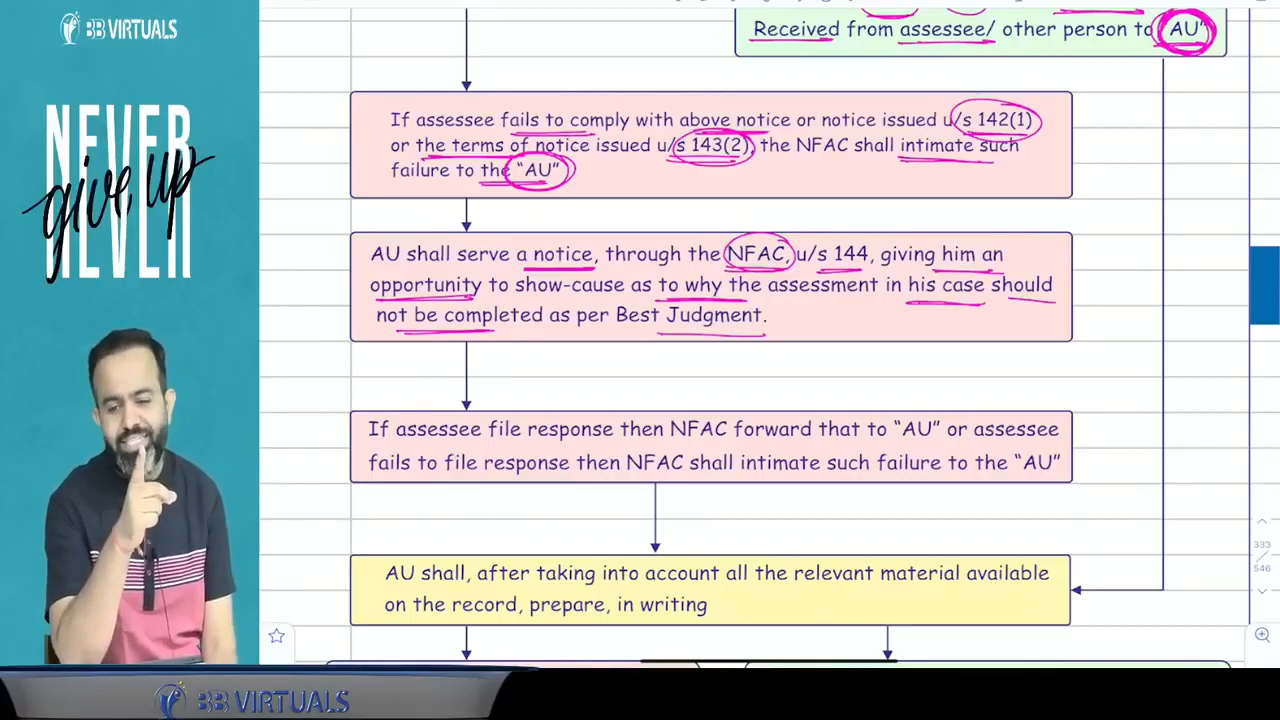 BB VIRTUALS
NEVER
give up
NEVER
Received from assessee/ other person to "AU"
If assessee fails to comply with above notice or notice issued u/s 142(1)
or the terms of notice issued u/s 143(2), the NFAC shall intimate such
failure to the "AU"
AU shall serve a notice, through the NFAC, u/s 144, giving him an
opportunity to show-cause as to why the assessment in his case should
not be completed as per Best Judgment.
If assessee file response then NFAC forward that to "AU" or assessee
fails to file response then NFAC shall intimate such failure to the "AU"
AU shall, after taking into account all the relevant material available
on the record, prepare, in writing
333
546
BB VIRTUALS